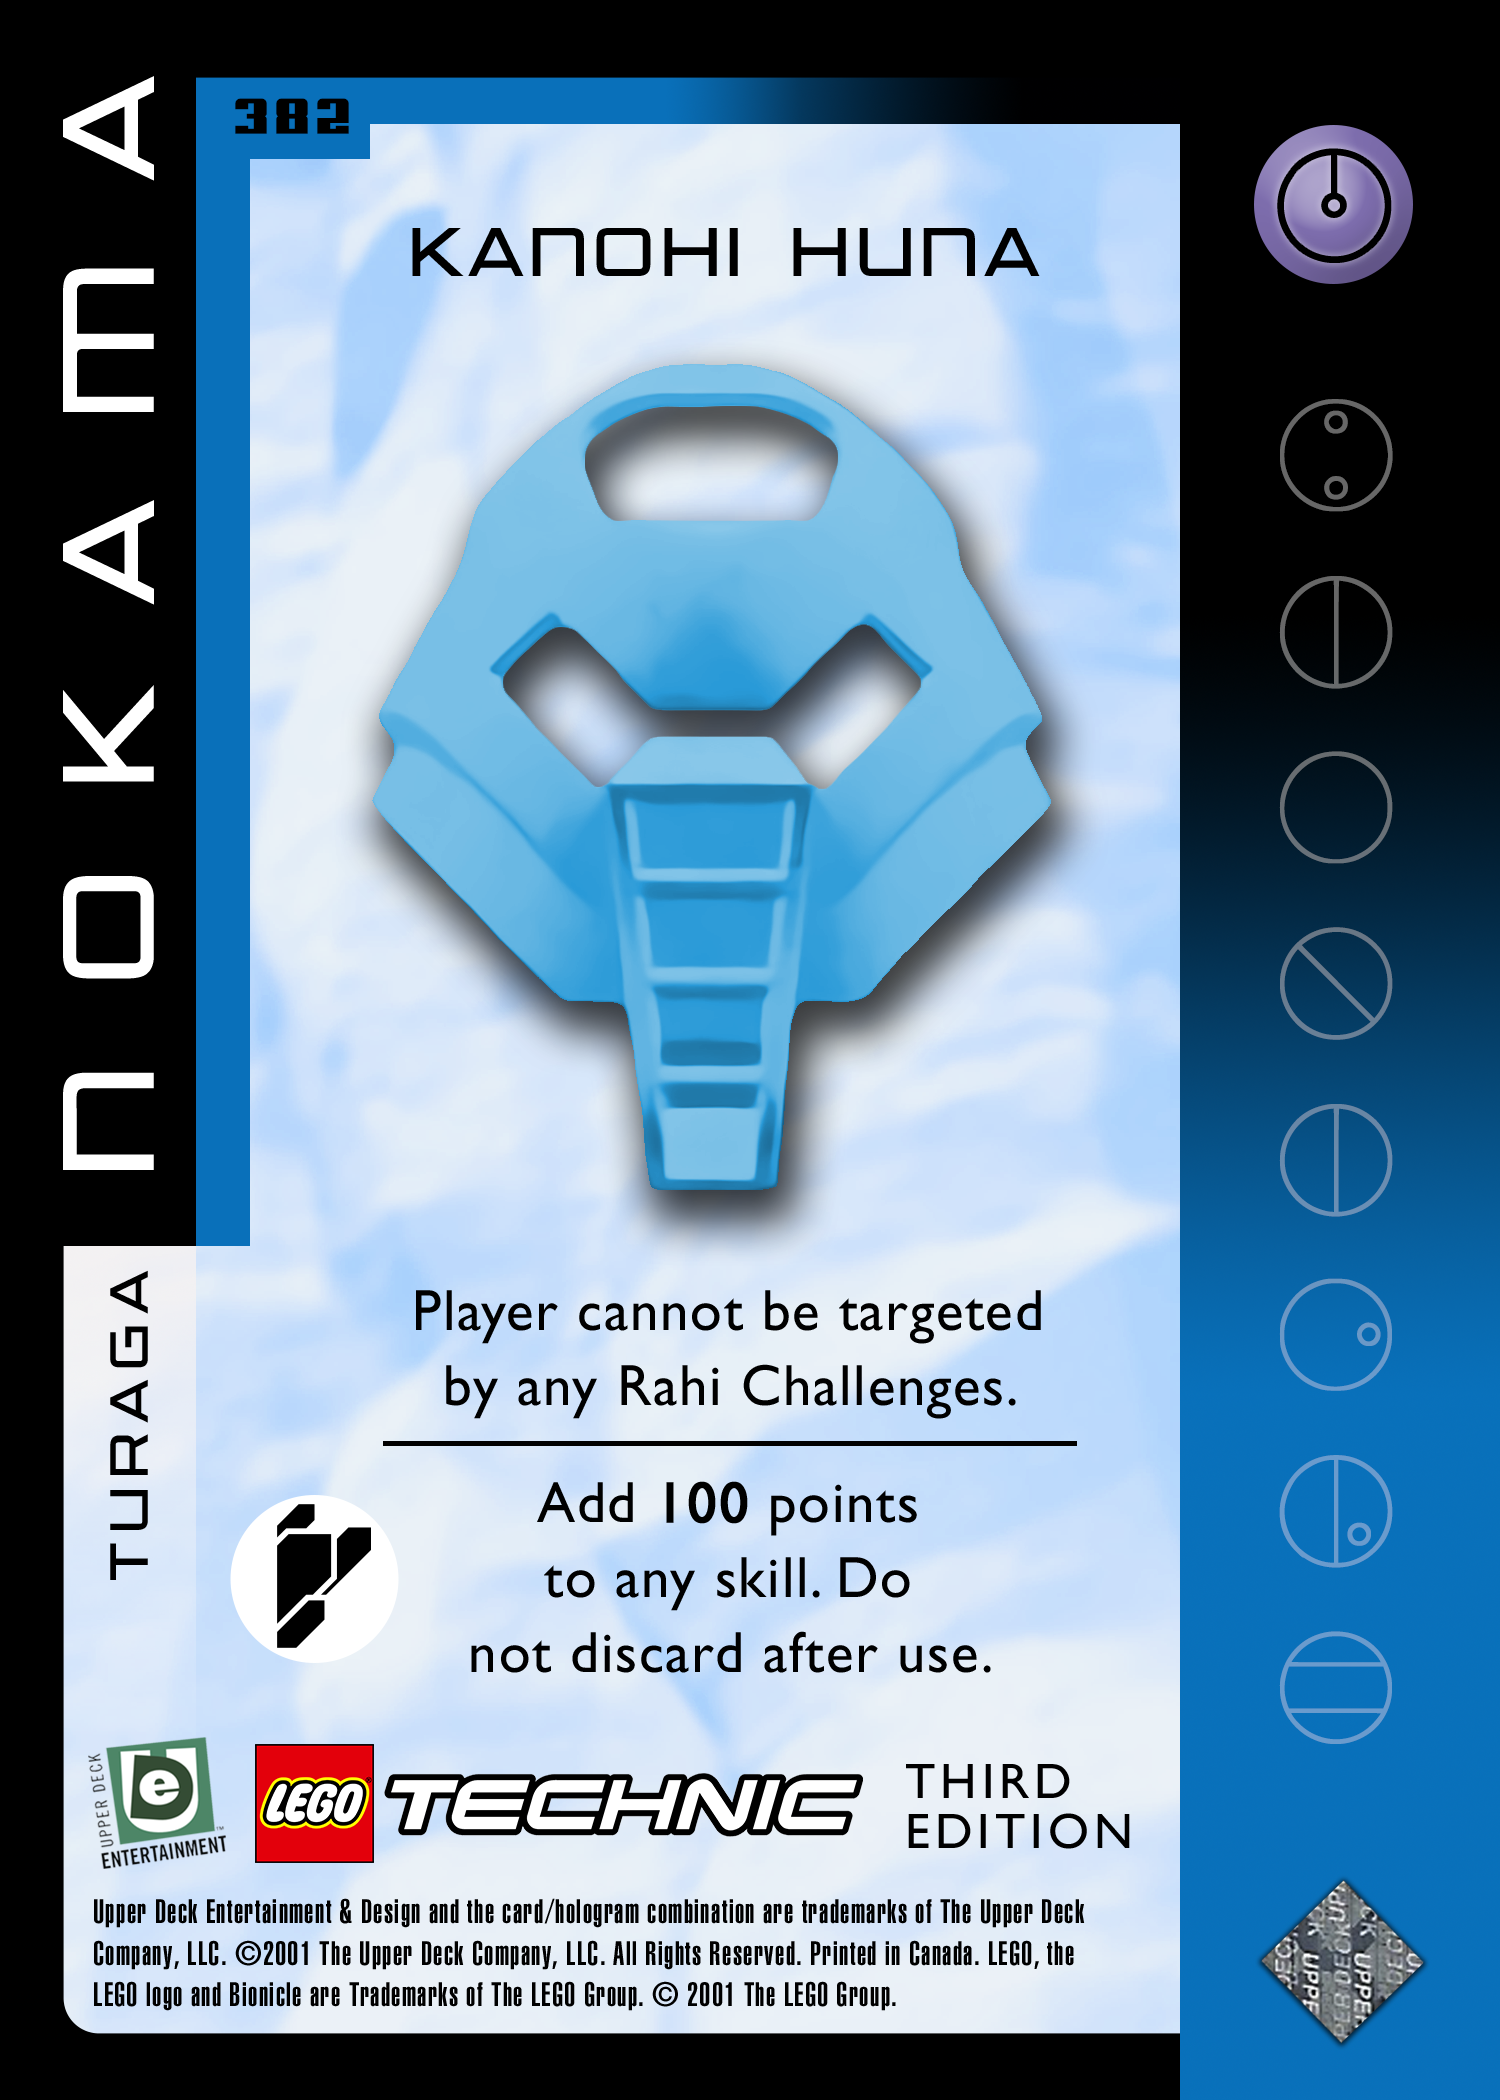 382
NOKAMA
TURAGA
KANOHI HUNA
Player cannot be targeted
by any Rahi Challenges.
Add 100 points
to any skill. Do
not discard after use.
UPPER DECK
UDe
ENTERTAINMENT™
LEGO TECHNIC
THIRD
EDITION
Upper Deck Entertainment & Design and the card/hologram combination are trademarks of The Upper Deck
Company, LLC. ©2001 The Upper Deck Company, LLC. All Rights Reserved. Printed in Canada. LEGO, the
LEGO logo and Bionicle are Trademarks of The LEGO Group. © 2001 The LEGO Group.